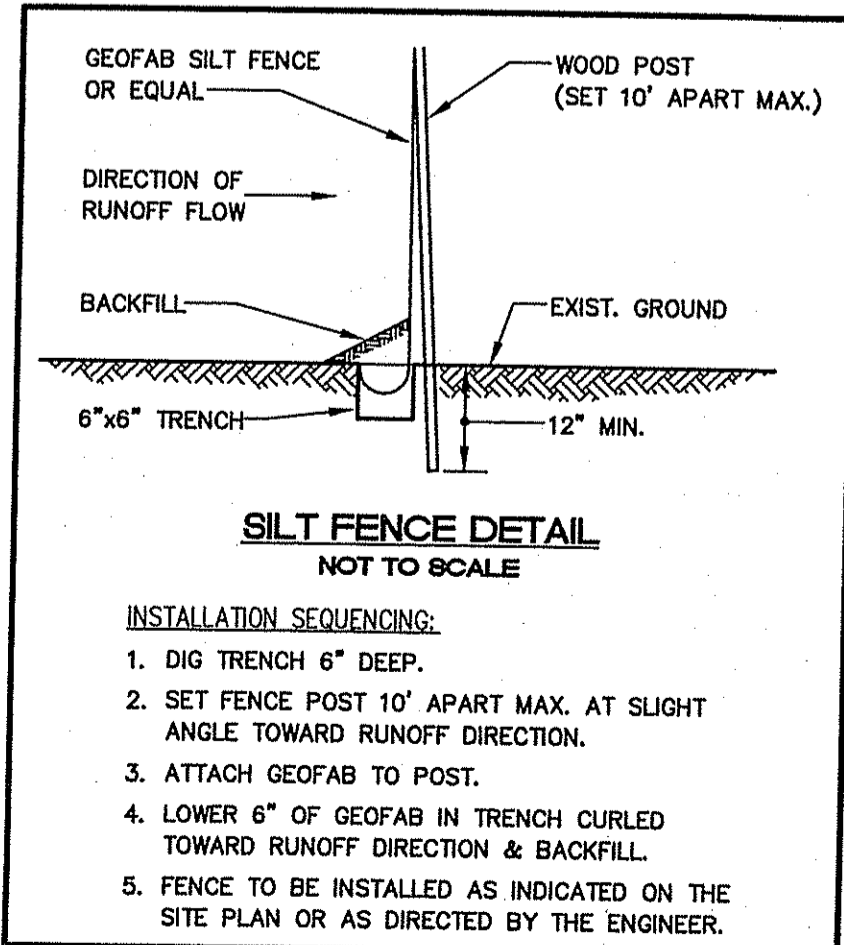 GEOFAB SILT FENCE
OR EQUAL
WOOD POST
(SET 10' APART MAX.)
DIRECTION OF
RUNOFF FLOW
BACKFILL
EXIST. GROUND
6"x6" TRENCH
12" MIN.
SILT FENCE DETAIL
NOT TO SCALE
INSTALLATION SEQUENCING:
1. DIG TRENCH 6" DEEP.
2. SET FENCE POST 10' APART MAX. AT SLIGHT
ANGLE TOWARD RUNOFF DIRECTION.
3. ATTACH GEOFAB TO POST.
4. LOWER 6" OF GEOFAB IN TRENCH CURLED
TOWARD RUNOFF DIRECTION & BACKFILL.
5. FENCE TO BE INSTALLED AS INDICATED ON THE
SITE PLAN OR AS DIRECTED BY THE ENGINEER.